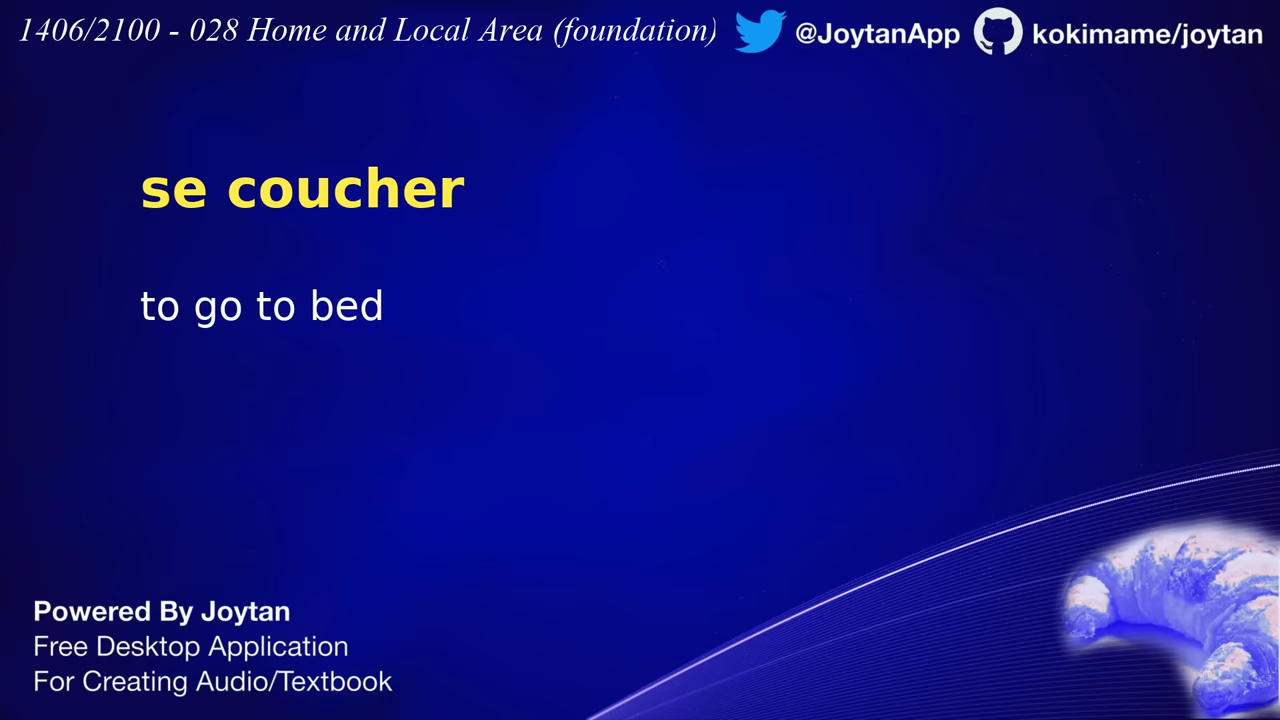 1406/2100 - 028 Home and Local Area (foundation)
@JoytanApp
kokimame/joytan
se coucher
to go to bed
Powered By Joytan
Free Desktop Application
For Creating Audio/Textbook